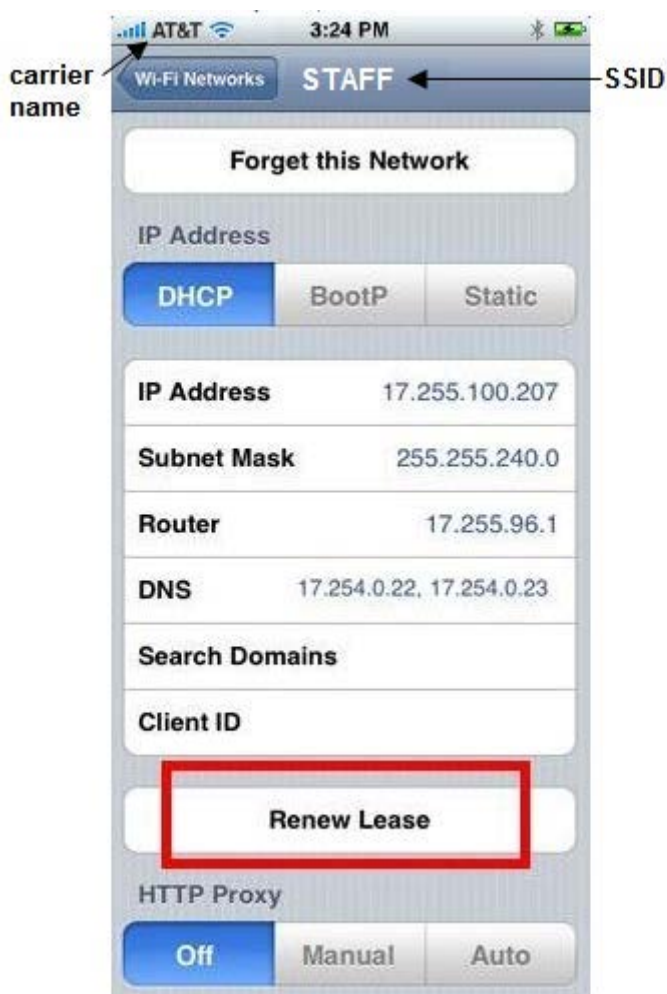 AT&T 3:24 PM
carrier name
Wi-Fi Networks STAFF SSID
Forget this Network
IP Address
DHCP BootP Static
IP Address 17.255.100.207
Subnet Mask 255.255.240.0
Router 17.255.96.1
DNS 17.254.0.22, 17.254.0.23
Search Domains
Client ID
Renew Lease
HTTP Proxy
Off Manual Auto